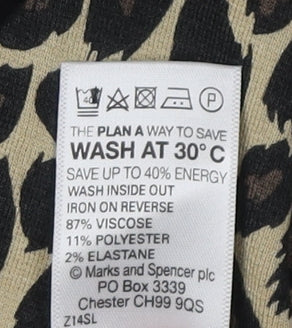 40 P
THE PLAN A WAY TO SAVE
WASH AT 30°C
SAVE UP TO 40% ENERGY
WASH INSIDE OUT
IRON ON REVERSE
87% VISCOSE
11% POLYESTER
2% ELASTANE
© Marks and Spencer plc
PO Box 3339
Chester CH99 9QS
Z14SL